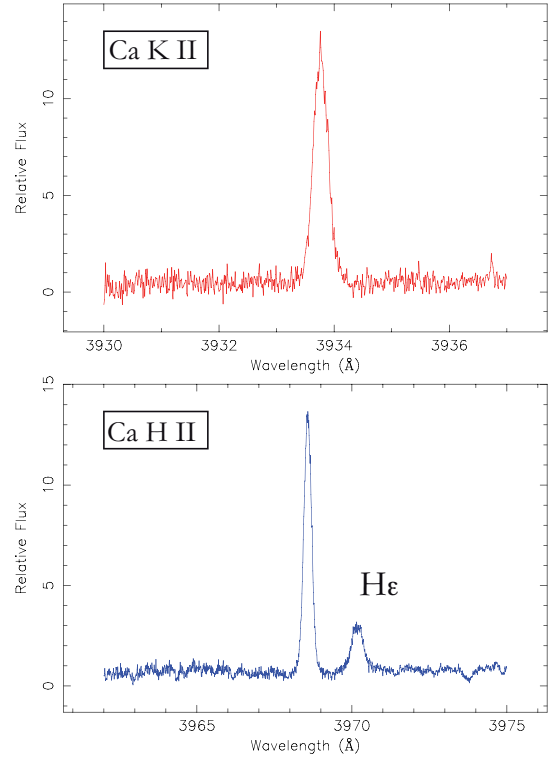 Ca K II
10
5
0
Relative Flux
3930 3932 3934 3936
Wavelength (Å)
Ca H II
15
10
5
0
Relative Flux
Hε
3965 3970 3975
Wavelength (Å)